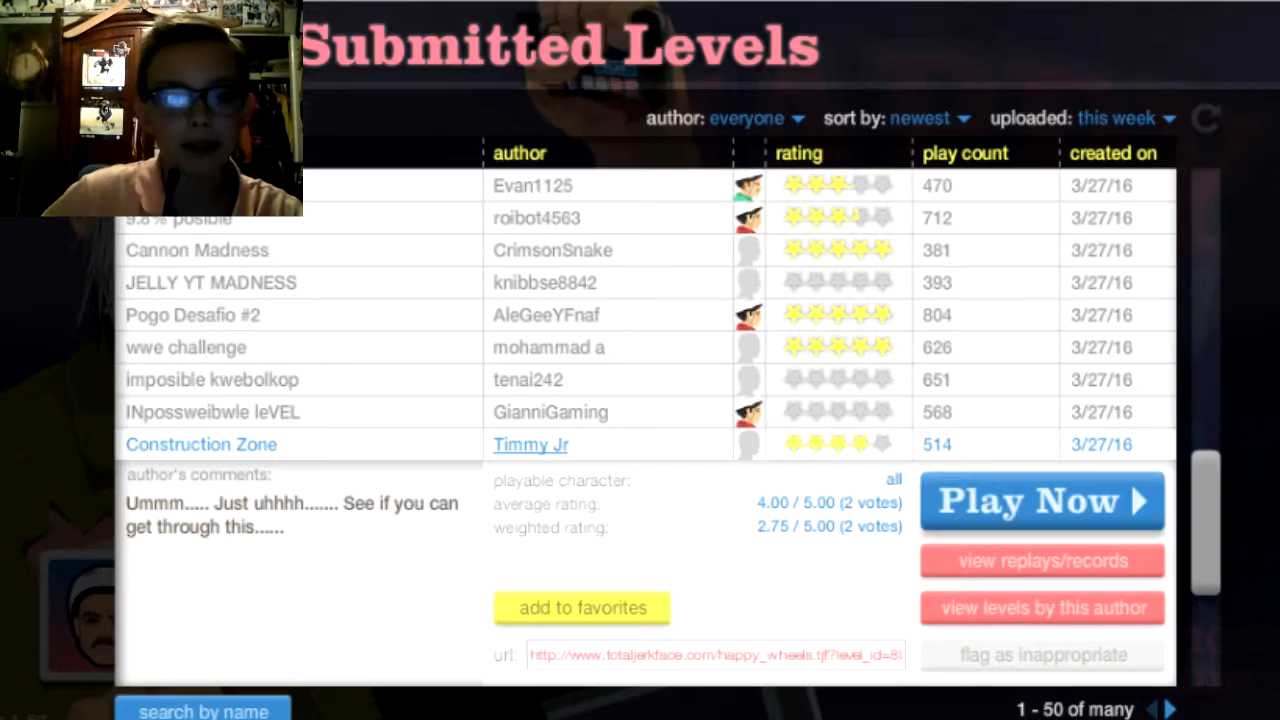 Submitted Levels
author: everyone sort by: newest uploaded: this week
author rating play count created on
Evan1125 470 3/27/16
9.8% posible roibot4563 712 3/27/16
Cannon Madness CrimsonSnake 381 3/27/16
JELLY YT MADNESS knibbse8842 393 3/27/16
Pogo Desafio #2 AleGeeYFnaf 804 3/27/16
wwe challenge mohammad a 626 3/27/16
imposible kwebolkop tenai242 651 3/27/16
INpossweibwle leVEL GianniGaming 568 3/27/16
Construction Zone Timmy Jr 514 3/27/16
author's comments:
Ummm..... Just uhhhh....... See if you can
get through this......
playable character: all
average rating: 4.00 / 5.00 (2 votes)
weighted rating: 2.75 / 5.00 (2 votes)
add to favorites
url: http://www.totaljerkface.com/happy_wheels.tjf?level_id=8
Play Now
view replays/records
view levels by this author
flag as inappropriate
search by name
1 - 50 of many